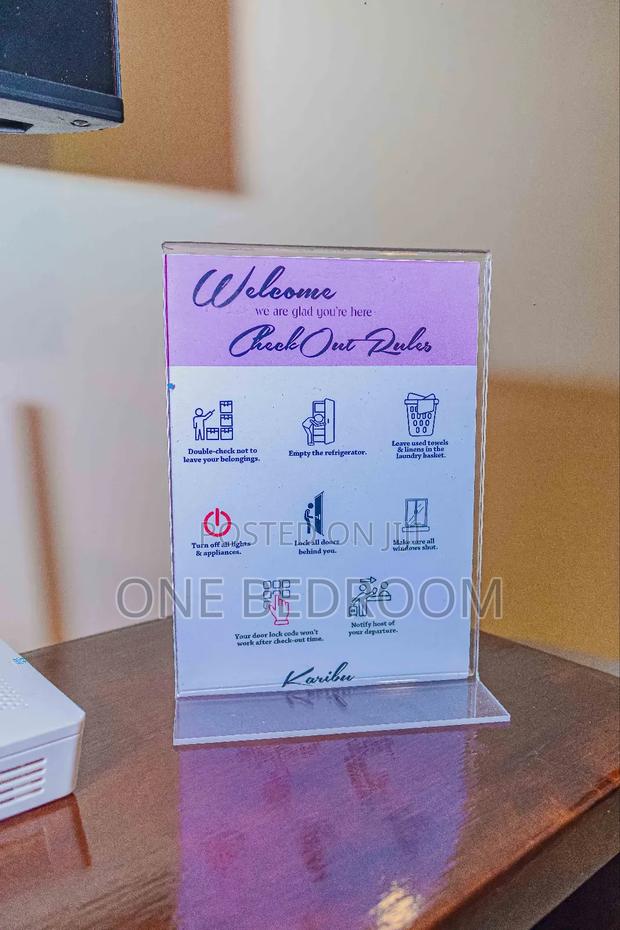 Welcome
we are glad you're here
Check Out Rules
Double-check not to
leave your belongings.
Empty the refrigerator.
Leave used towels
& linens in the
laundry basket.
Turn off all lights
& appliances.
Lock all doors
behind you.
Make sure all
windows shut.
POSTED ON JIJI
ONE BEDROOM
Your door lock code won't
work after check-out time.
Notify host of
your departure.
Karibu